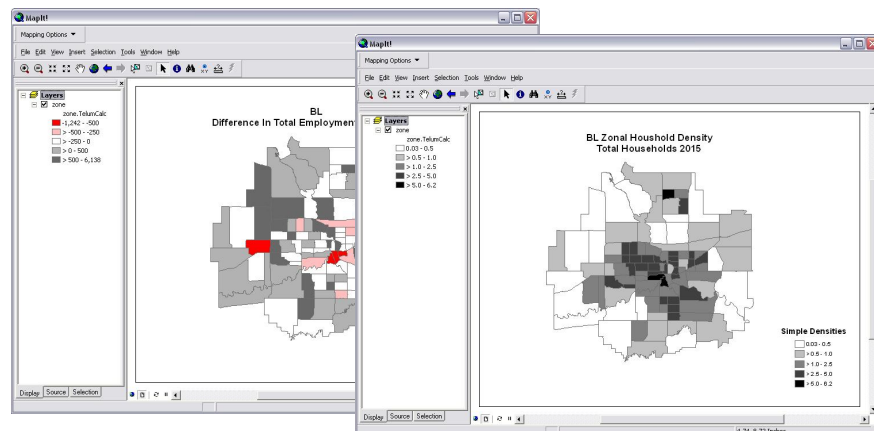 MapIt!
Mapping Options
File Edit View Insert Selection Tools Window Help
Layers
zone
zone.TelumCalc
-1,242 - -500
> -500 - -250
> -250 - 0
> 0 - 500
> 500 - 6,138
BL
Difference In Total Employment
Display Source Selection
MapIt!
Mapping Options
File Edit View Insert Selection Tools Window Help
Layers
zone
zone.TelumCalc
0.03 - 0.5
> 0.5 - 1.0
> 1.0 - 2.5
> 2.5 - 5.0
> 5.0 - 6.2
BL Zonal Houshold Density
Total Households 2015
Simple Densities
0.03 - 0.5
> 0.5 - 1.0
> 1.0 - 2.5
> 2.5 - 5.0
> 5.0 - 6.2
Display Source Selection